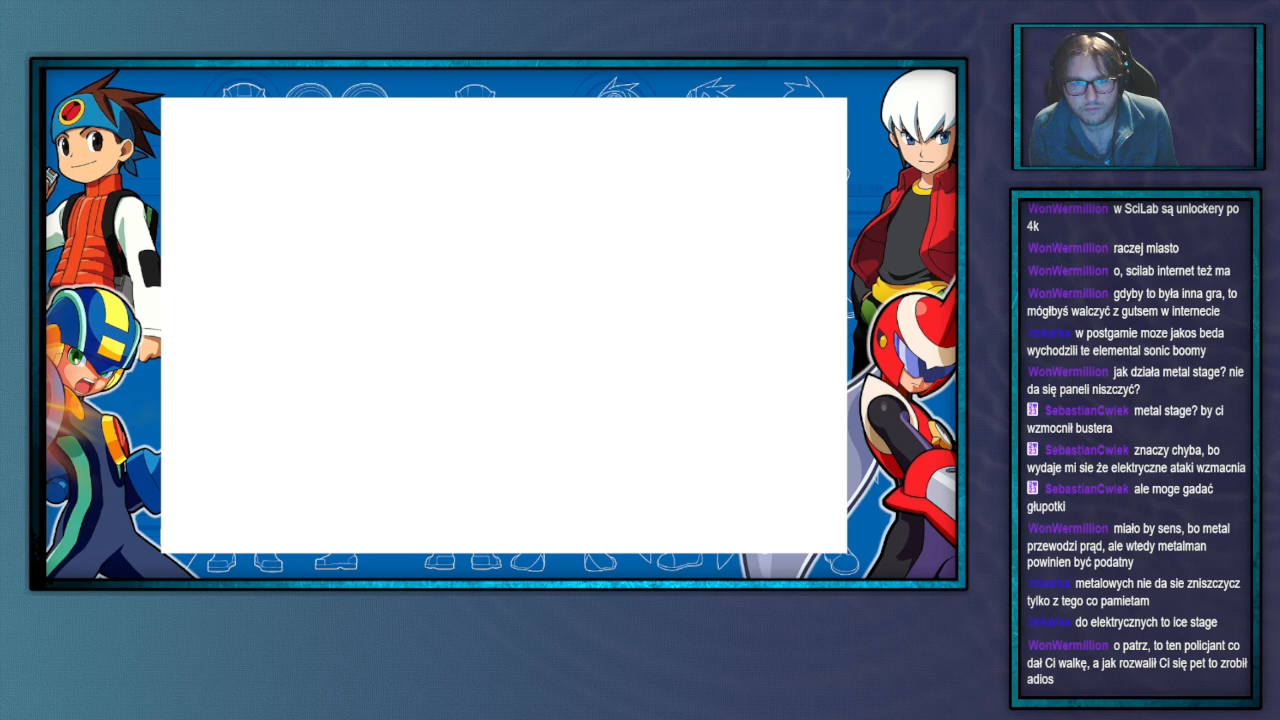 WonWermillion w SciLab są unlockery po
4k
WonWermillion raczej miasto
WonWermillion o, scilab internet też ma
WonWermillion gdyby to była inna gra, to
mógłbyś walczyć z gutsem w internecie
w postgamie moze jakos beda
wychodzili te elemental sonic boomy
WonWermillion jak działa metal stage? nie
da się paneli niszczyć?
SebastianCwiek metal stage? by ci
wzmocnił bustera
SebastianCwiek znaczy chyba, bo
wydaje mi sie że elektryczne ataki wzmacnia
SebastianCwiek ale moge gadać
głupotki
WonWermillion miało by sens, bo metal
przewodzi prąd, ale wtedy metalman
powinien być podatny
metalowych nie da sie zniszczycz
tylko z tego co pamietam
do elektrycznych to ice stage
WonWermillion o patrz, to ten policjant co
dał Ci walkę, a jak rozwalił Ci się pet to zrobił
adios